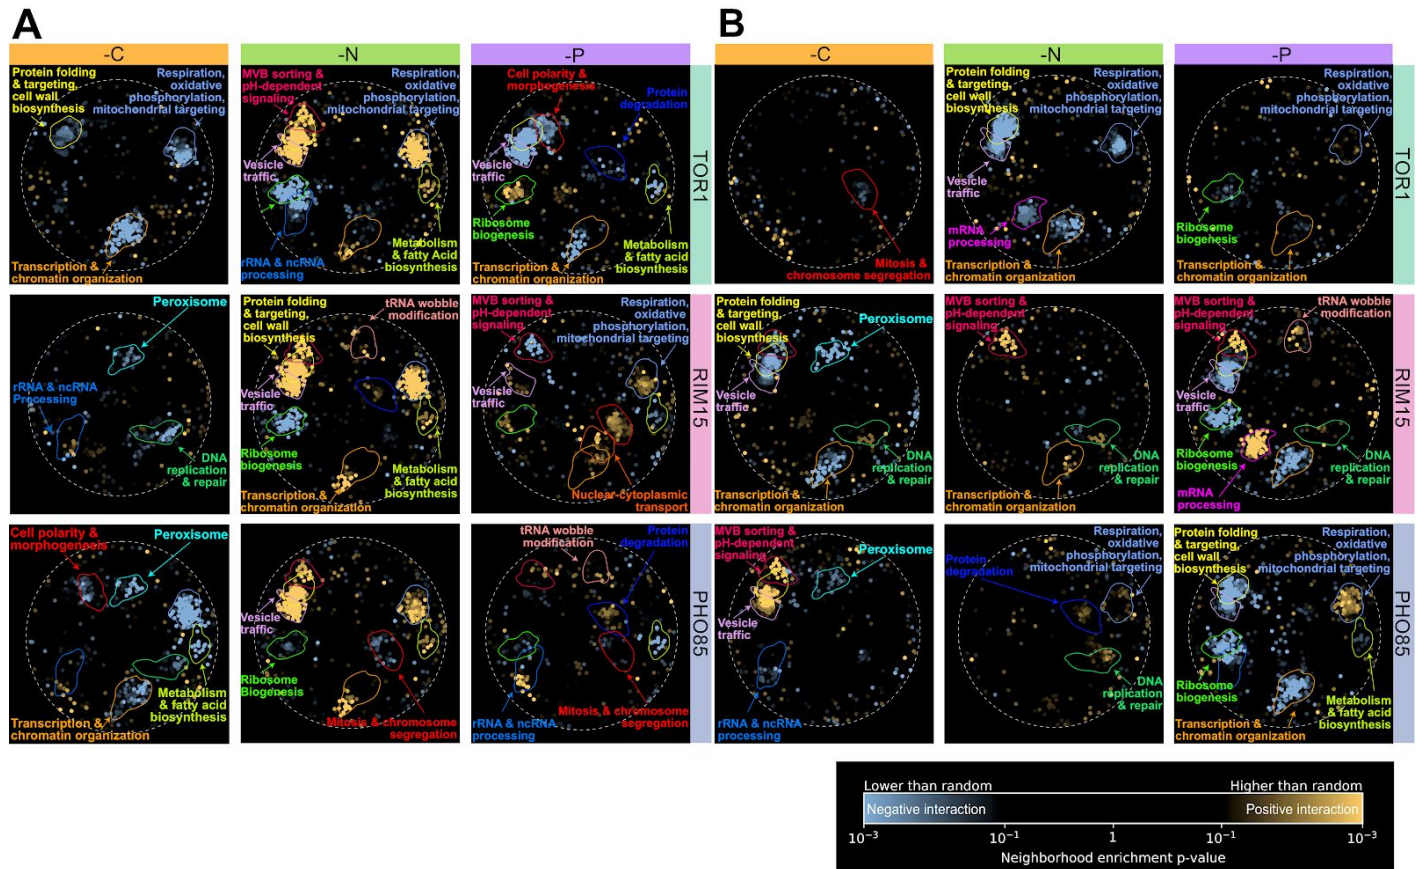 A
B
-C
-N
-P
-C
-N
-P
Protein folding
& targeting,
cell wall
biosynthesis
Respiration,
oxidative
phosphorylation,
mitochondrial targeting
Transcription &
chromatin organization
MVB sorting &
pH-dependent
signaling
Respiration,
oxidative
phosphorylation,
mitochondrial targeting
Vesicle
traffic
rRNA & ncRNA
processing
Metabolism
& fatty Acid
biosynthesis
Cell polarity &
morphogenesis
Protein
degradation
Vesicle
traffic
Ribosome
biogenesis
Metabolism
& fatty acid
biosynthesis
Transcription &
chromatin organization
TOR1
Mitosis &
chromosome segregation
Protein folding
& targeting,
cell wall
biosynthesis
Respiration,
oxidative
phosphorylation,
mitochondrial targeting
Vesicle
traffic
mRNA
processing
Transcription &
chromatin organization
Respiration,
oxidative
phosphorylation,
mitochondrial targeting
Ribosome
biogenesis
Transcription &
chromatin organization
TOR1
Peroxisome
rRNA & ncRNA
Processing
DNA
replication
& repair
Protein folding
& targeting,
cell wall
biosynthesis
tRNA wobble
modification
Vesicle
traffic
Ribosome
biogenesis
Metabolism
& fatty acid
biosynthesis
Transcription &
chromatin organization
MVB sorting &
pH-dependent
signaling
Respiration,
oxidative
phosphorylation,
mitochondrial targeting
Vesicle
traffic
Nuclear-cytoplasmic
transport
RIM15
Protein folding
& targeting,
cell wall
biosynthesis
Peroxisome
Vesicle
traffic
DNA
replication
& repair
Transcription &
chromatin organization
MVB sorting &
pH-dependent
signaling
DNA
replication
& repair
Transcription &
chromatin organization
MVB sorting &
pH-dependent
signaling
tRNA wobble
modification
Vesicle
traffic
Ribosome
biogenesis
mRNA
processing
Transcription &
chromatin organization
RIM15
Cell polarity &
morphogenesis
Peroxisome
Metabolism
& fatty acid
biosynthesis
Transcription &
chromatin organization
Vesicle
traffic
Ribosome
Biogenesis
Mitosis & chromosome
segregation
tRNA wobble
modification
Protein
degradation
Mitosis & chromosome
segregation
rRNA & ncRNA
processing
PHO85
MVB sorting &
pH-dependent
signaling
Peroxisome
Vesicle
traffic
rRNA & ncRNA
processing
Protein
degradation
Respiration,
oxidative
phosphorylation,
mitochondrial targeting
DNA
replication
& repair
Protein folding
& targeting,
cell wall
biosynthesis
Respiration,
oxidative
phosphorylation,
mitochondrial targeting
Ribosome
biogenesis
Metabolism
& fatty acid
biosynthesis
Transcription &
chromatin organization
PHO85
Lower than random
Higher than random
Negative interaction
Positive interaction
10⁻³
10⁻¹
1
10⁻¹
10⁻³
Neighborhood enrichment p-value